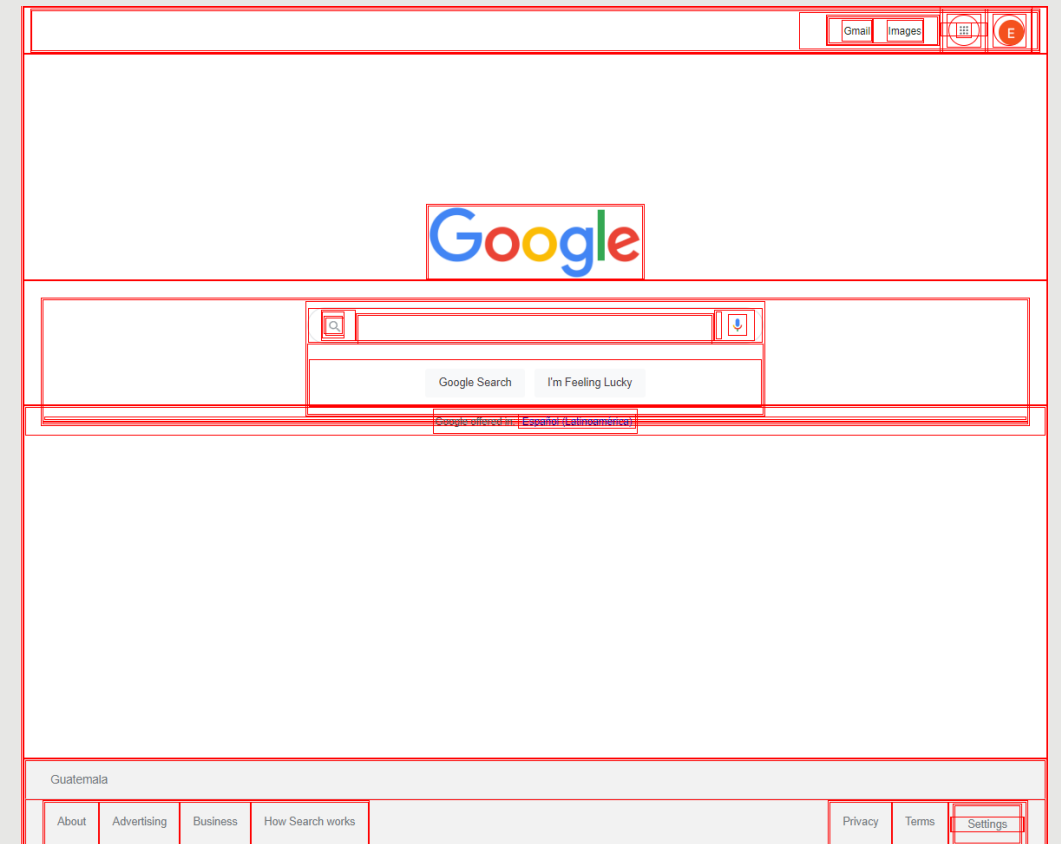 Gmail Images
E
Google
Google Search I'm Feeling Lucky
Google offered in: Español (Latinoamérica)
Guatemala
About Advertising Business How Search works Privacy Terms Settings